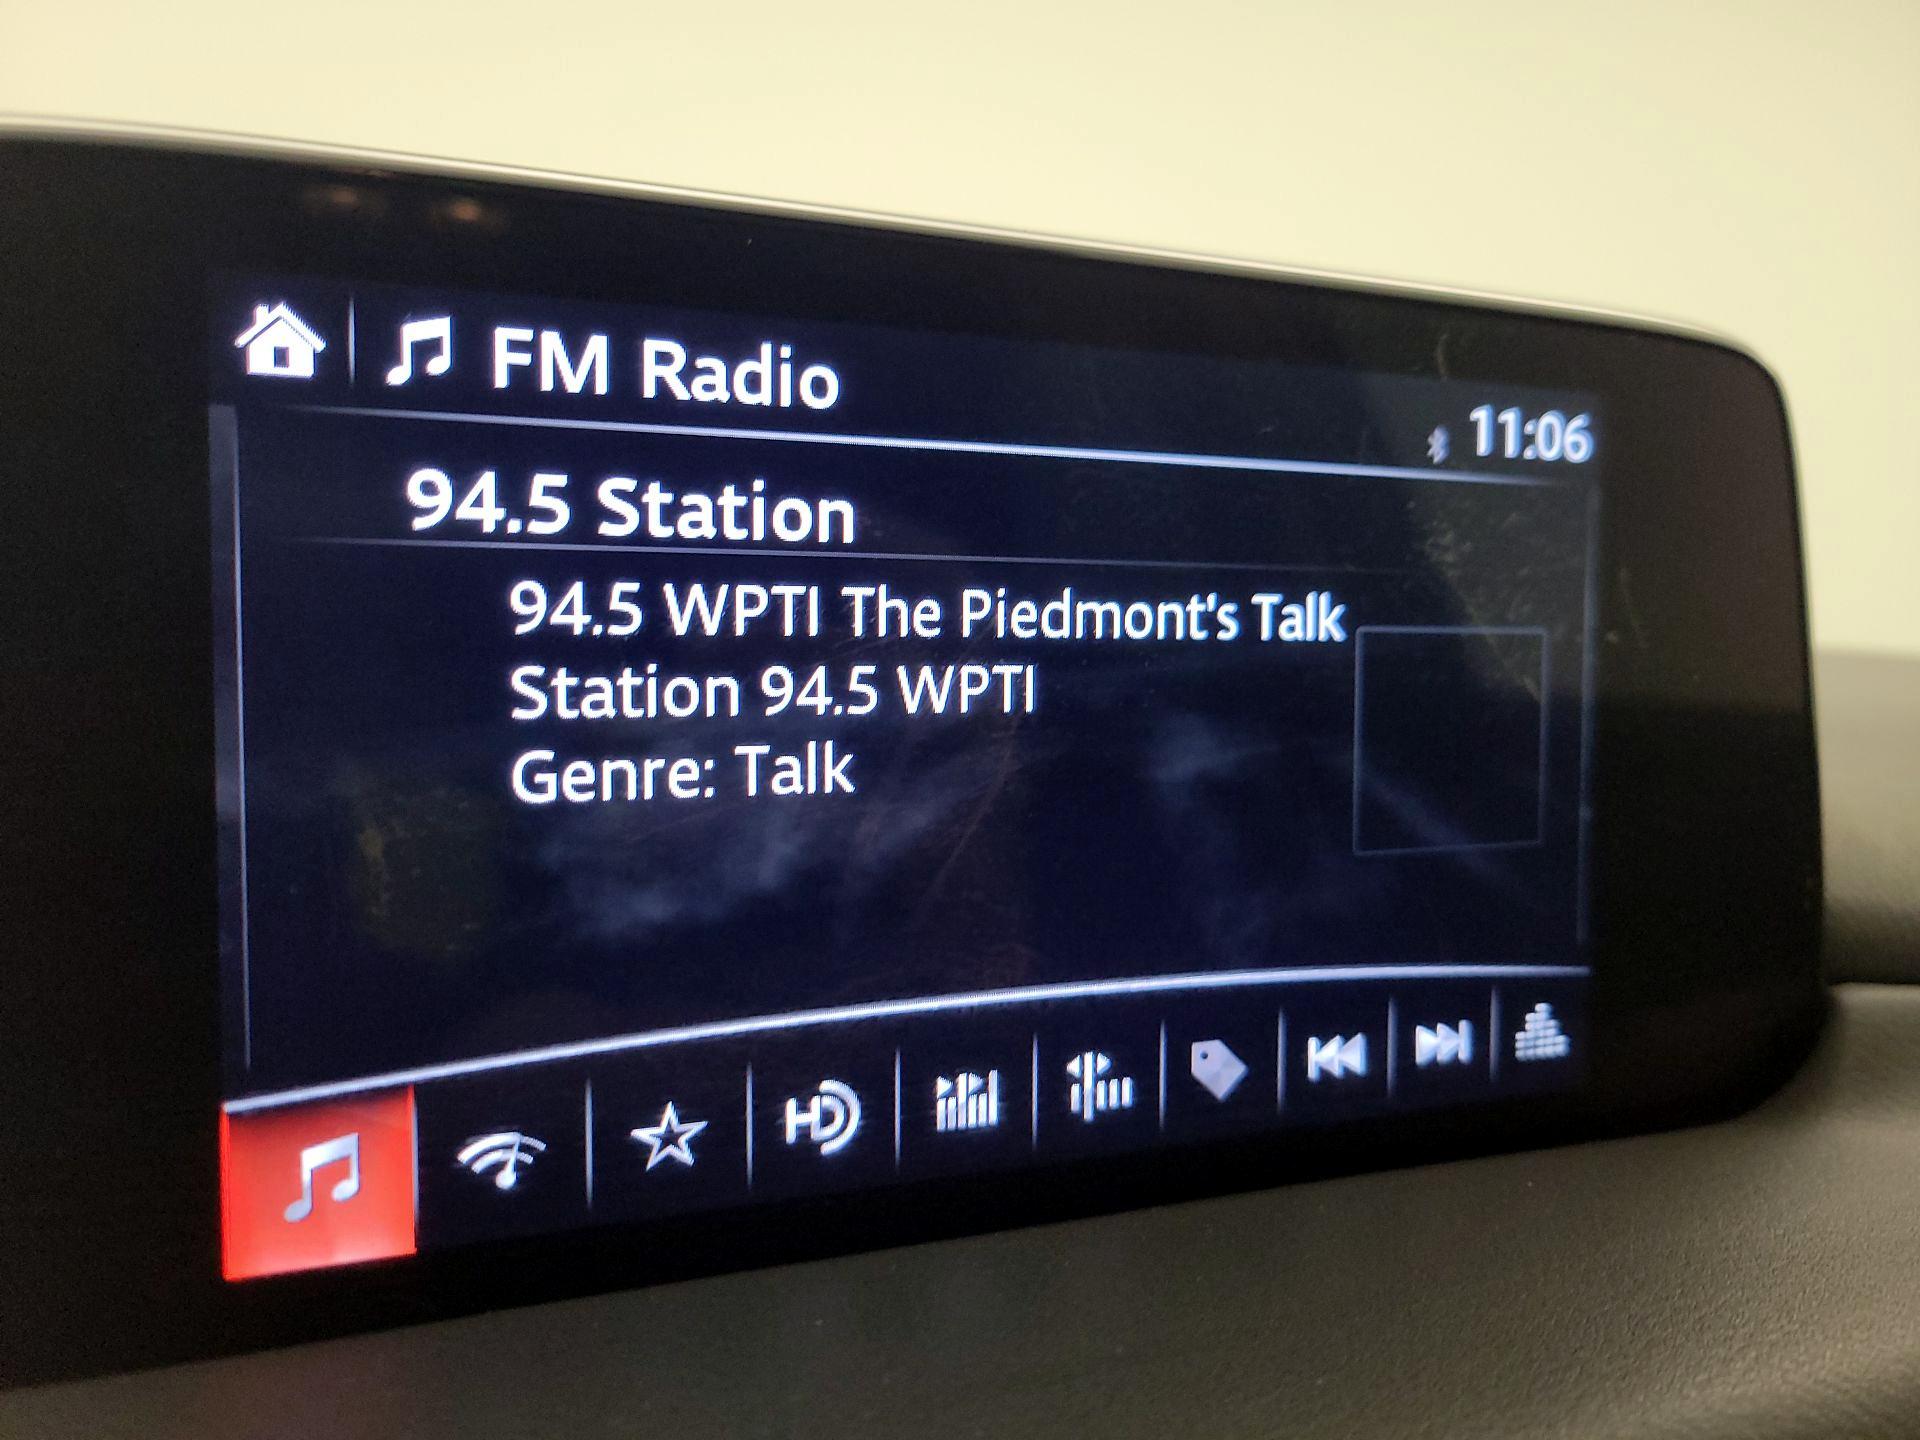 FM Radio
11:06
94.5 Station
94.5 WPTI The Piedmont's Talk
Station 94.5 WPTI
Genre: Talk
HD